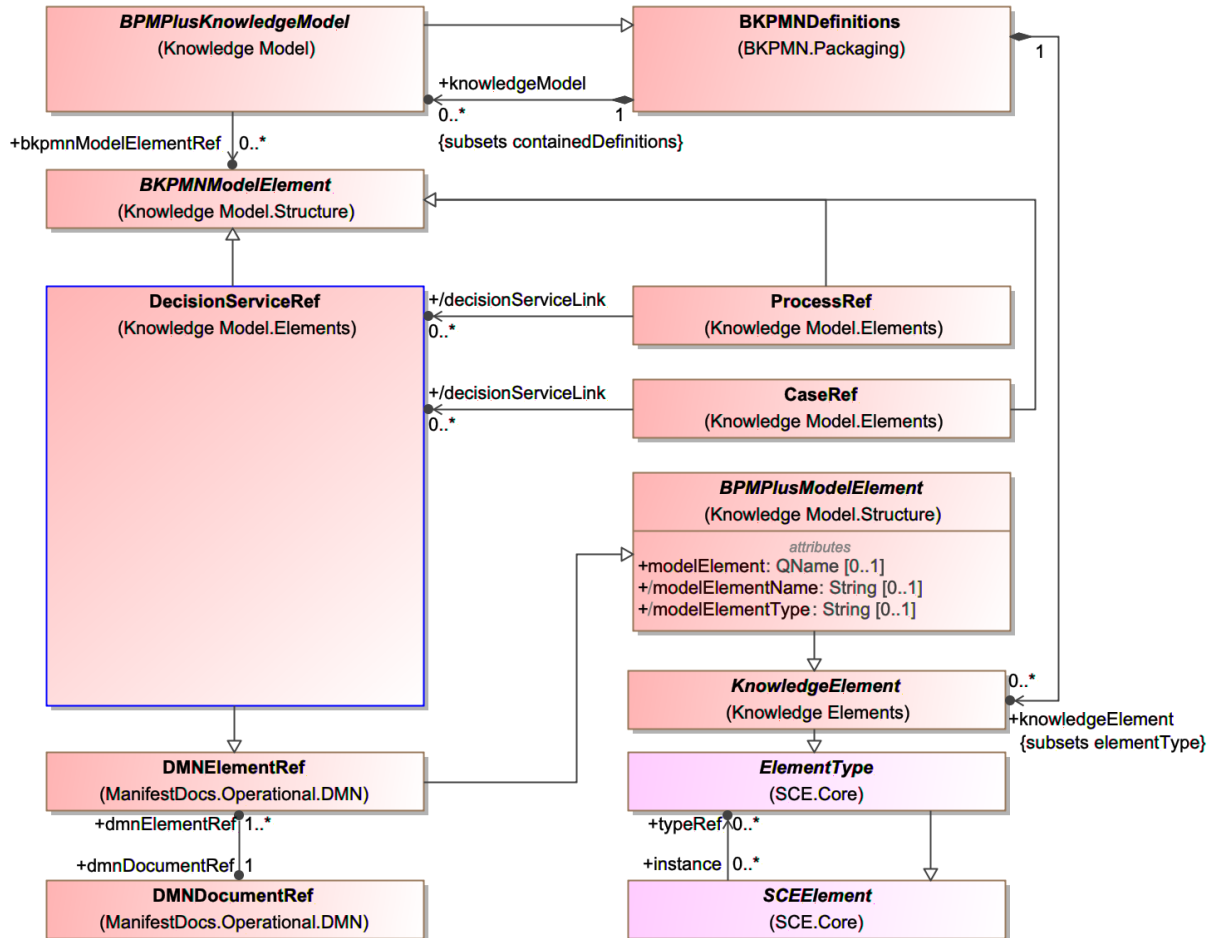 BPMPlusKnowledgeModel
(Knowledge Model)
BKPMNDefinitions
(BKPMN.Packaging)
1
+knowledgeModel
0..*
1
{subsets containedDefinitions}
+bkpmnModelElementRef
0..*
BKPMNModelElement
(Knowledge Model.Structure)
DecisionServiceRef
(Knowledge Model.Elements)
+/decisionServiceLink
0..*
ProcessRef
(Knowledge Model.Elements)
+/decisionServiceLink
0..*
CaseRef
(Knowledge Model.Elements)
BPMPlusModelElement
(Knowledge Model.Structure)
attributes
+modelElement: QName [0..1]
+/modelElementName: String [0..1]
+/modelElementType: String [0..1]
KnowledgeElement
(Knowledge Elements)
0..*
+knowledgeElement
{subsets elementType}
DMNElementRef
(ManifestDocs.Operational.DMN)
ElementType
(SCE.Core)
+dmnElementRef 1..*
+dmnDocumentRef 1
+typeRef 0..*
+instance 0..*
DMNDocumentRef
(ManifestDocs.Operational.DMN)
SCEElement
(SCE.Core)